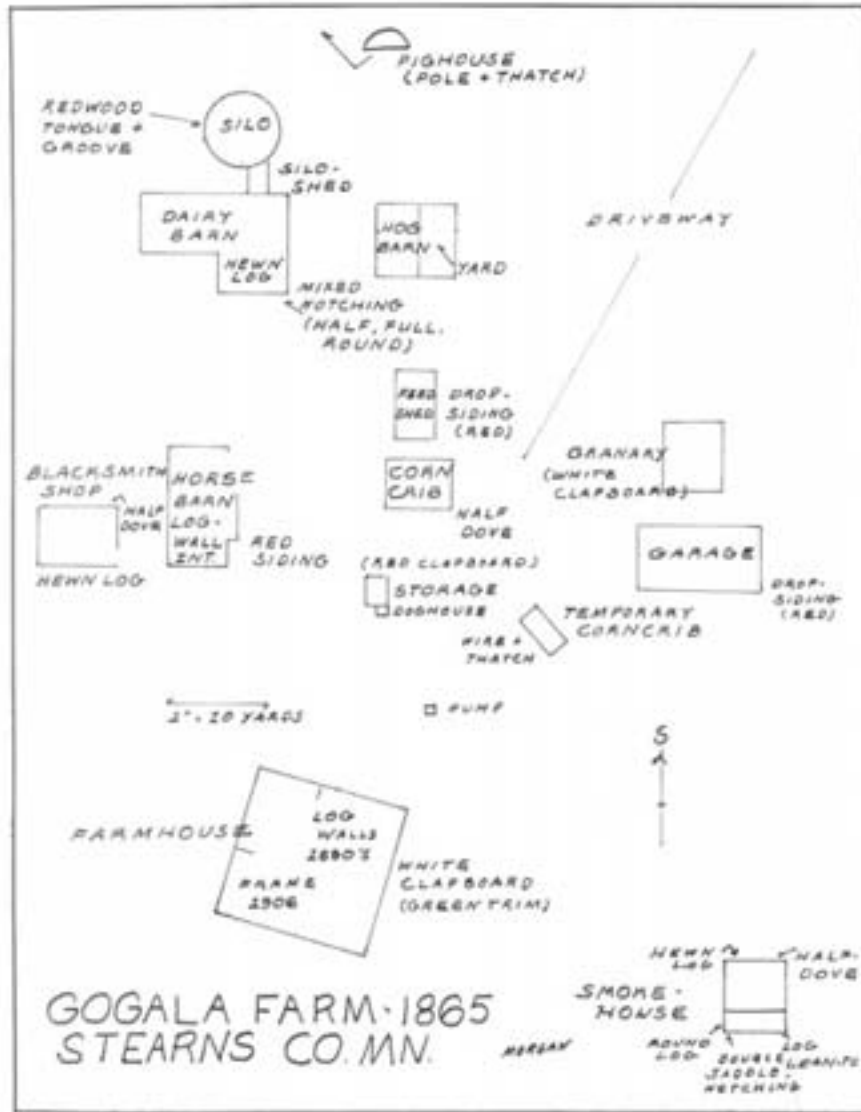 PIGHOUSE
(POLE + THATCH)
REDWOOD
TONGUE +
GROOVE
SILO
SILO-
SHED
DAIRY
BARN
HEWN
LOG
HOG
BARN
YARD
DRIVEWAY
MIXED
NOTCHING
(HALF, FULL,
ROUND)
FEED
SHED
DROP-
SIDING
(RED)
GRANARY
(WHITE
CLAPBOARD)
BLACKSMITH
SHOP
HALF
DOVE
HEWN LOG
HORSE
BARN
LOG-
WALL
INT.
RED
SIDING
CORN
CRIB
HALF
DOVE
(RED CLAPBOARD)
STORAGE
DOGHOUSE
GARAGE
DROP-
SIDING
(RED)
TEMPORARY
CORNCRIB
WIRE +
THATCH
1" = 10 YARDS
PUMP
S
FARMHOUSE
LOG
WALLS
1880'S
FRAME
1906
WHITE
CLAPBOARD
(GREEN TRIM)
HEWN
LOG
HALF-
DOVE
SMOKE-
HOUSE
ROUND
LOG
DOUBLE
SADDLE-
NOTCHING
LOG
LEAN-TO
GOGALA FARM-1865
STEARNS CO. MN.
MORGAN